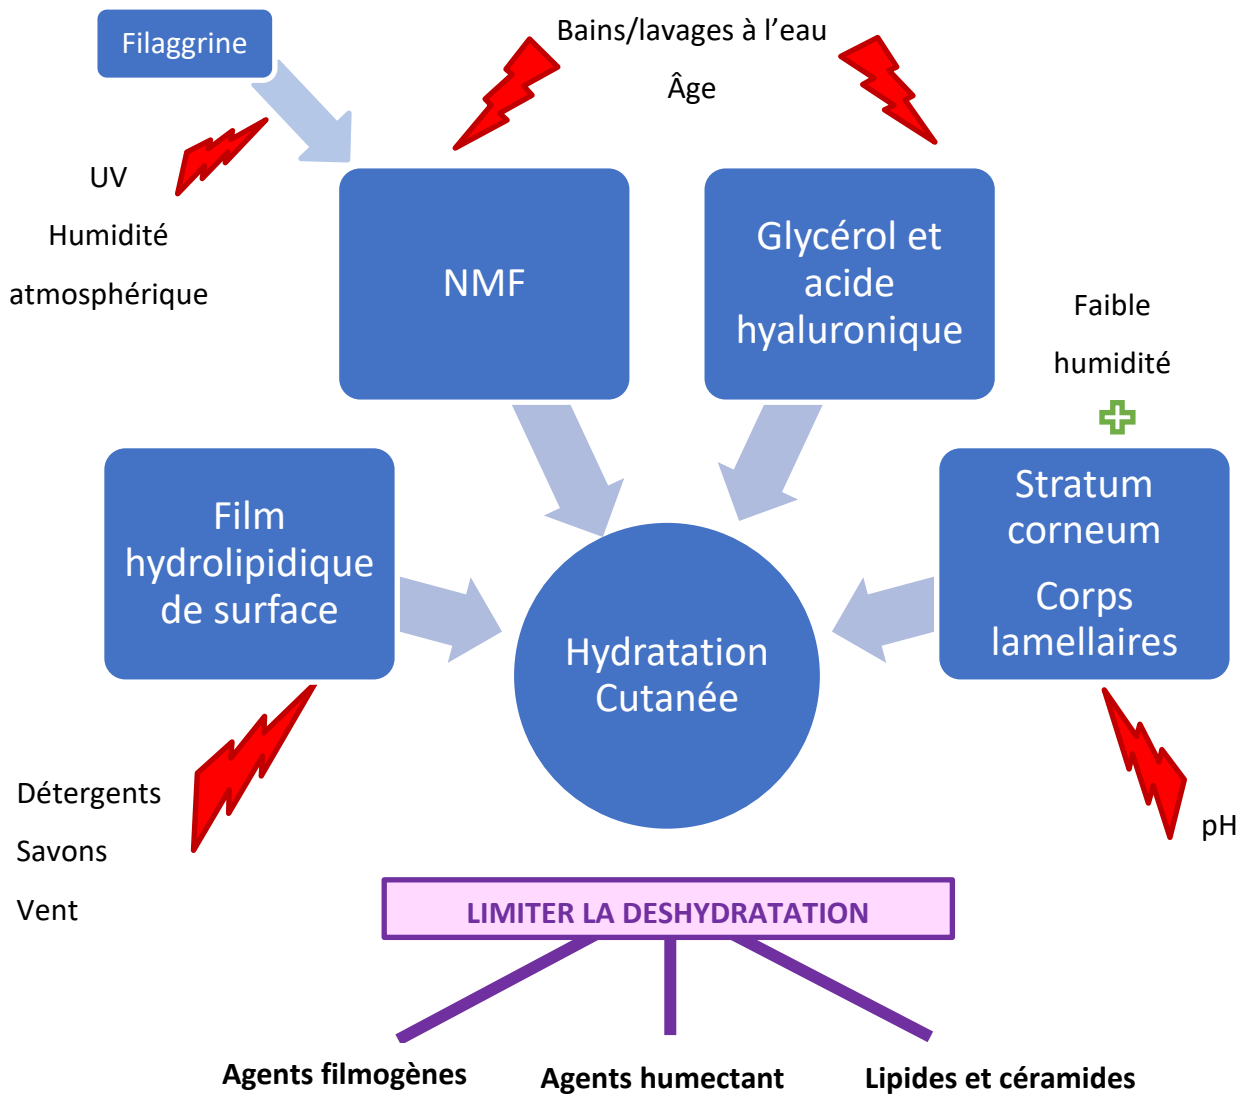 Filaggrine
Bains/lavages à l’eau
Âge
UV
Humidité
atmosphérique
NMF
Glycérol et
acide
hyaluronique
Faible
humidité
Film
hydrolipidique
de surface
Stratum
corneum
Corps
lamellaires
Hydratation
Cutanée
Détergents
Savons
Vent
pH
LIMITER LA DESHYDRATATION
Agents filmogènes
Agents humectant
Lipides et céramides